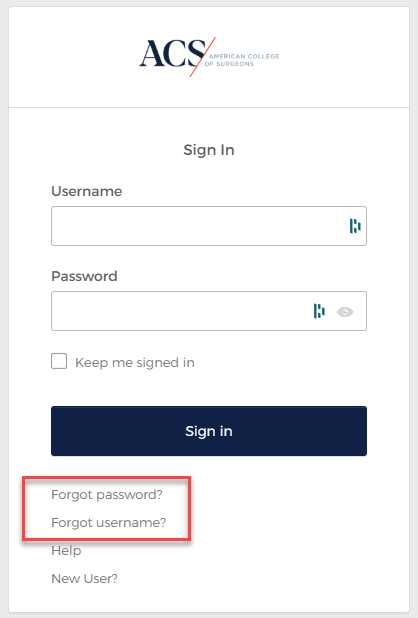 ACS AMERICAN COLLEGE
OF SURGEONS
Sign In
Username
Password
Keep me signed in
Sign in
Forgot password?
Forgot username?
Help
New User?